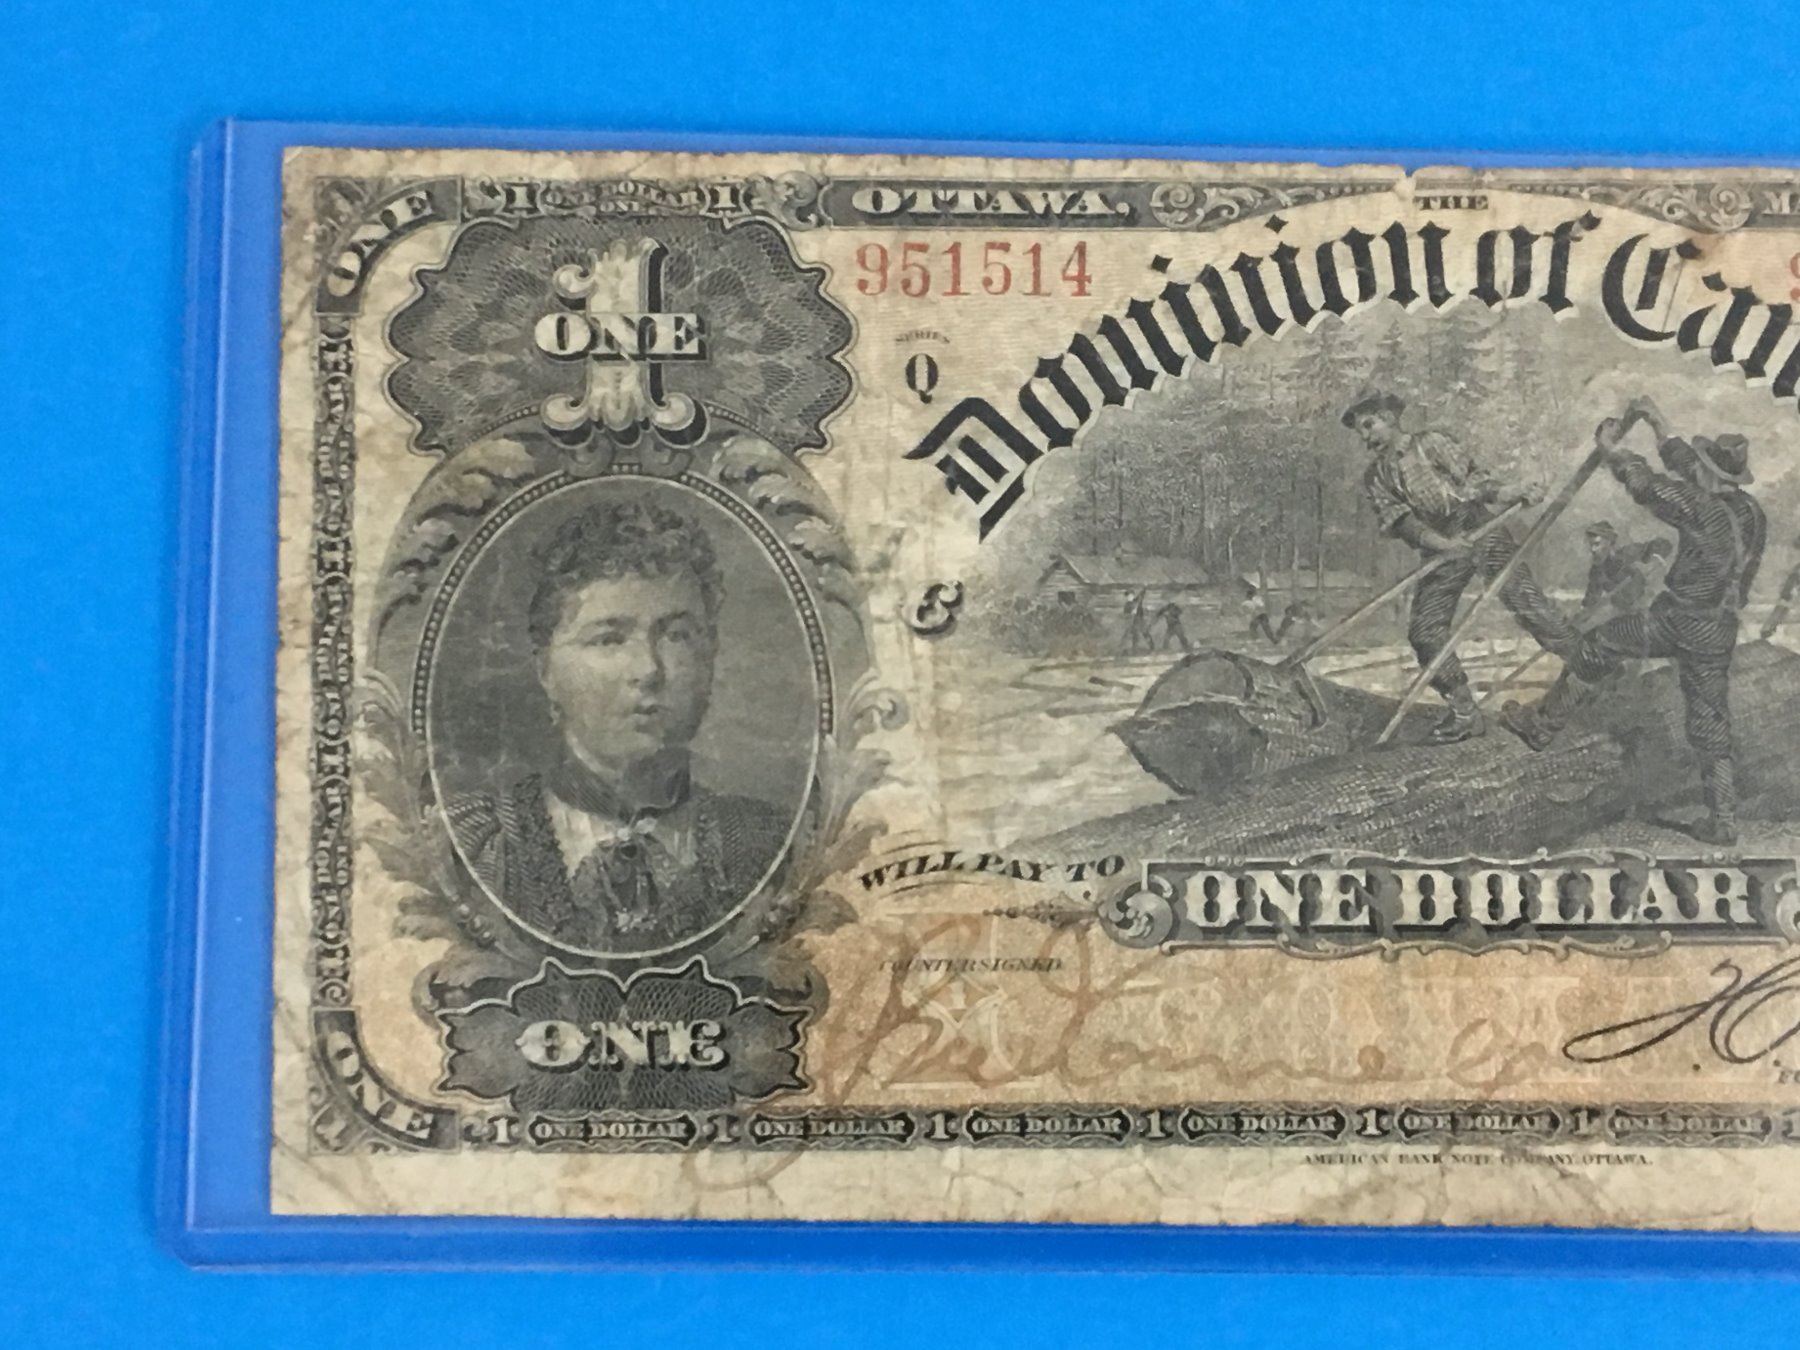 ONE 1 ONE DOLLAR ONE 1 OTTAWA. THE
951514
1 ONE
SERIES
Q
Dominion of
&
WILL PAY TO
ONE DOLLAR
COUNTERSIGNED
ONE
ONE 1 ONE DOLLAR 1 ONE DOLLAR 1 ONE DOLLAR 1 ONE DOLLAR 1 ONE DOLLAR 1 ONE DOLLAR
AMERICAN BANK NOTE COMPANY, OTTAWA.